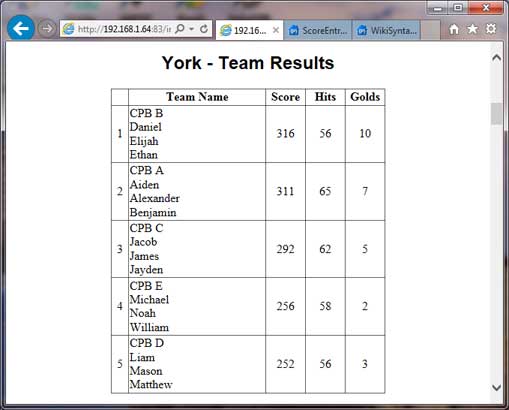 http://192.168.1.64:83/ir
192.16...
ScoreEntr...
WikiSynta...
York - Team Results
Team Name Score Hits Golds
1 CPB B 316 56 10
Daniel
Elijah
Ethan
2 CPB A 311 65 7
Aiden
Alexander
Benjamin
3 CPB C 292 62 5
Jacob
James
Jayden
4 CPB E 256 58 2
Michael
Noah
William
5 CPB D 252 56 3
Liam
Mason
Matthew